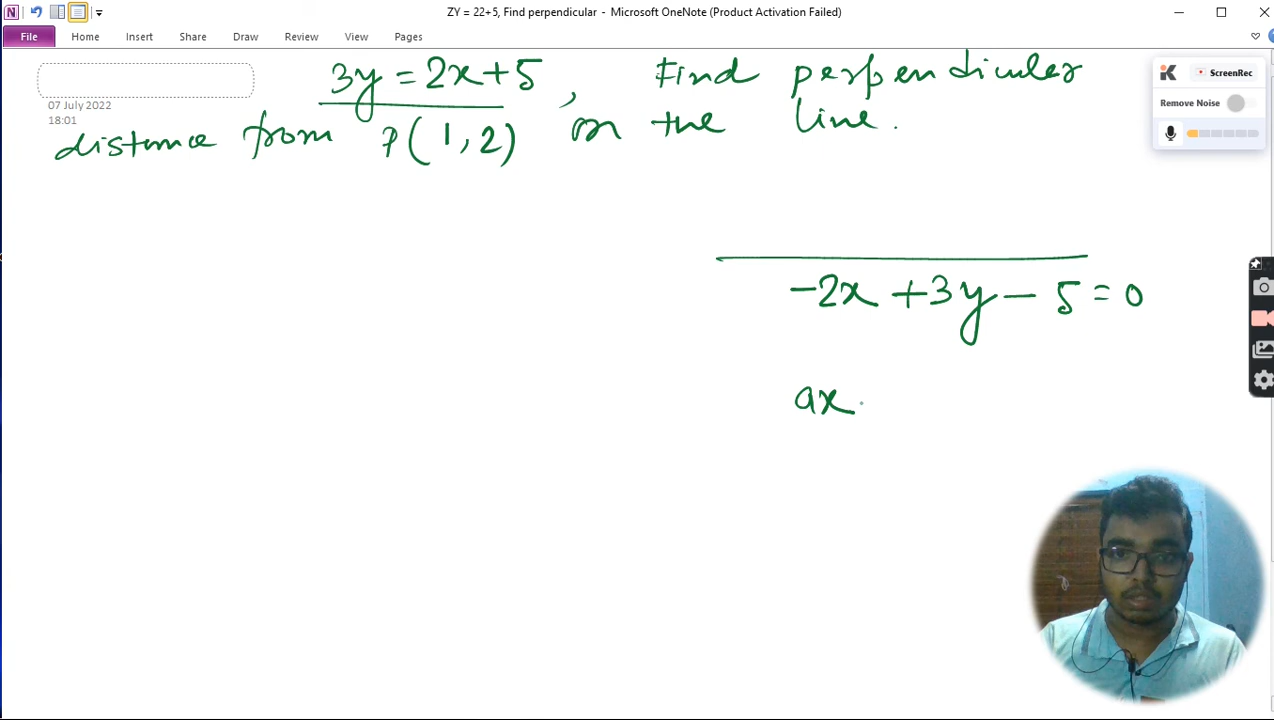 ZY = 22+5, Find perpendicular - Microsoft OneNote (Product Activation Failed)
File Home Insert Share Draw Review View Pages
3y = 2x+5, Find perpendiculer
distance from P(1,2) on the line.
07 July 2022
18:01
ScreenRec
Remove Noise
-2x +3y - 5 = 0
ax